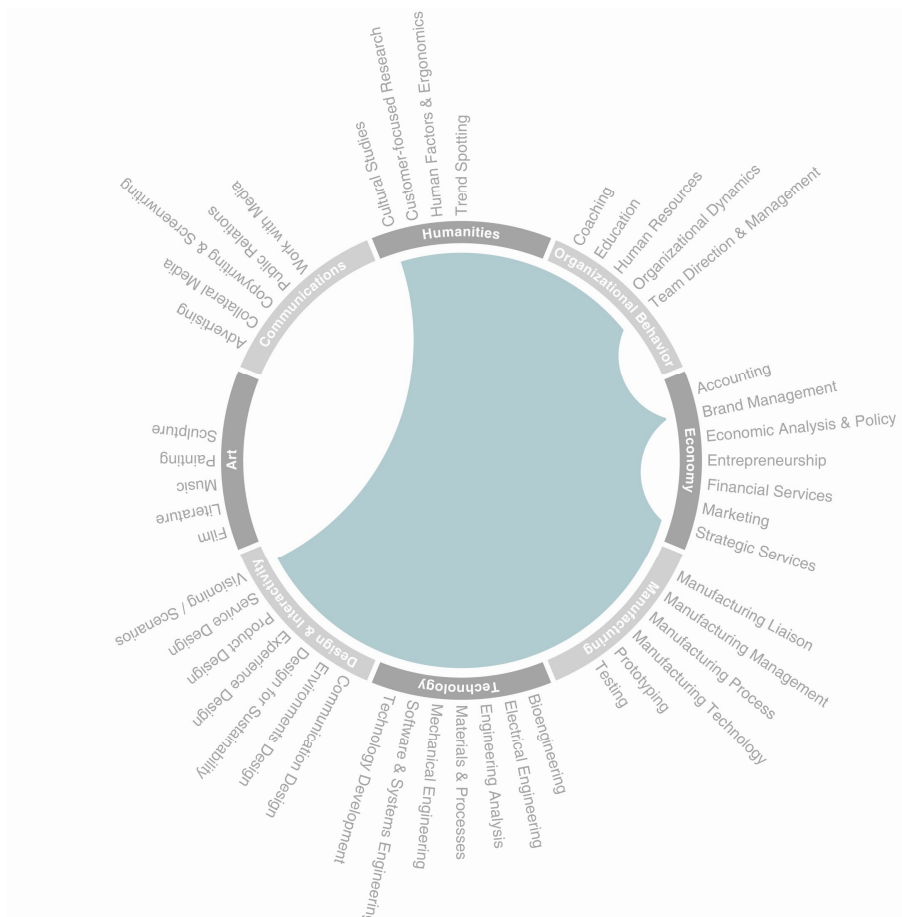 Humanities
Cultural Studies
Customer-focused Research
Human Factors & Ergonomics
Trend Spotting
Organizational Behavior
Coaching
Education
Human Resources
Organizational Dynamics
Team Direction & Management
Economy
Accounting
Brand Management
Economic Analysis & Policy
Entrepreneurship
Financial Services
Marketing
Strategic Services
Manufacturing
Manufacturing Liaison
Manufacturing Management
Manufacturing Process
Manufacturing Technology
Prototyping
Testing
Technology
Bioengineering
Electrical Engineering
Engineering Analysis
Materials & Processes
Mechanical Engineering
Software & Systems Engineering
Technology Development
Design & Interactivity
Communication Design
Environments Design
Design for Sustainability
Experience Design
Product Design
Service Design
Visioning / Scenarios
Art
Film
Literature
Music
Painting
Sculpture
Communications
Advertising
Collateral Media
Copywriting & Screenwriting
Public Relations
Work with Media